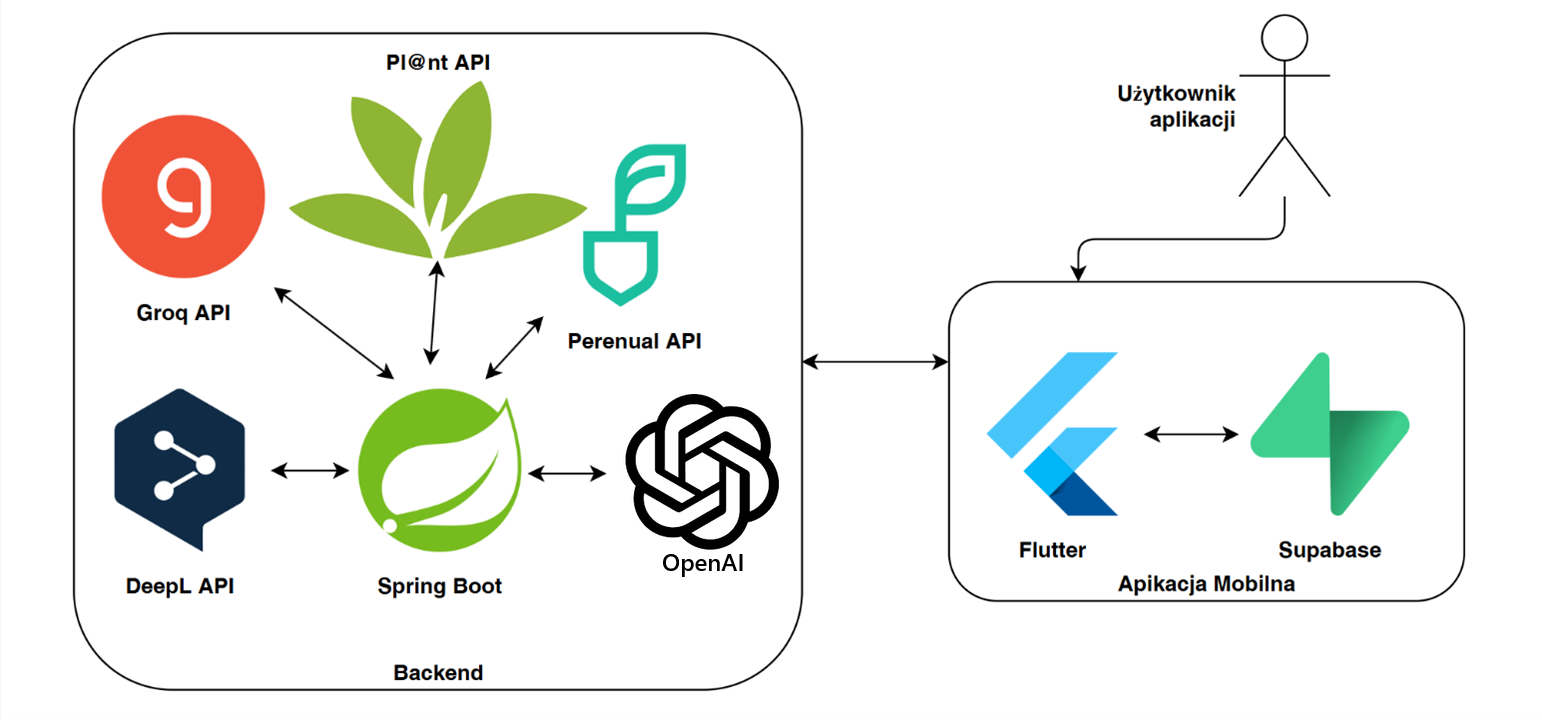 Pl@nt API
Groq API
Perenual API
DeepL API
Spring Boot
OpenAI
Backend
Użytkownik
aplikacji
Flutter
Supabase
Apikacja Mobilna